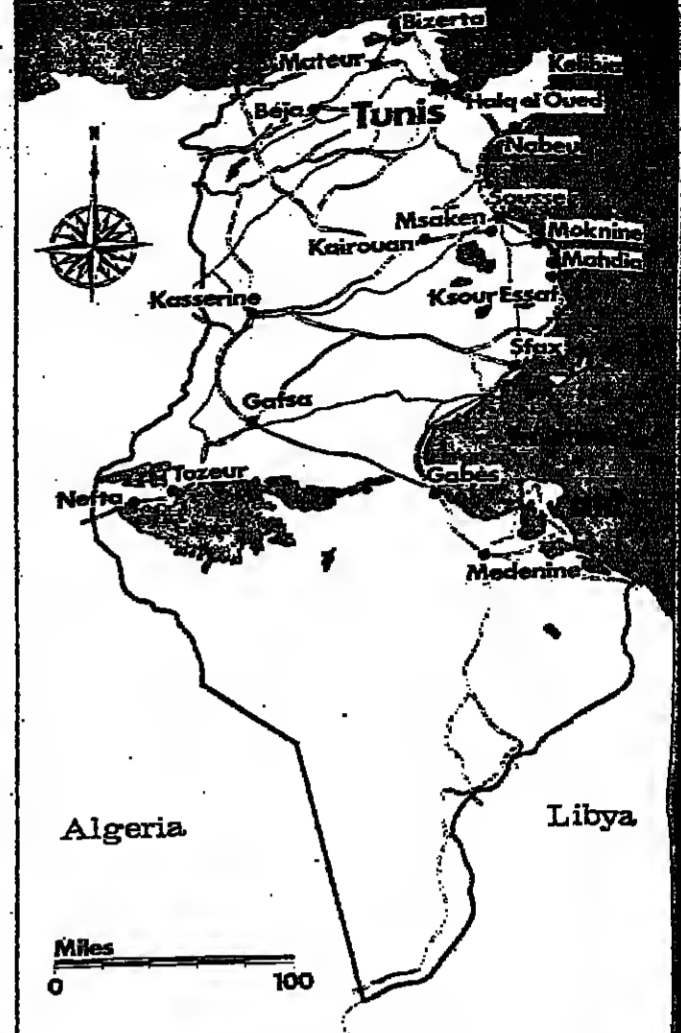 Bizerta
Mateur
Kelibia
Béja
Tunis
Halq el Oued
Nabeul
N
Sousse
Msaken
Moknine
Kairouan
Mahdia
Kasserine
Ksour Essaf
Sfax
Gafsa
Tozeur
Gabès
Nefta
Medenine
Algeria
Libya
Miles
0
100